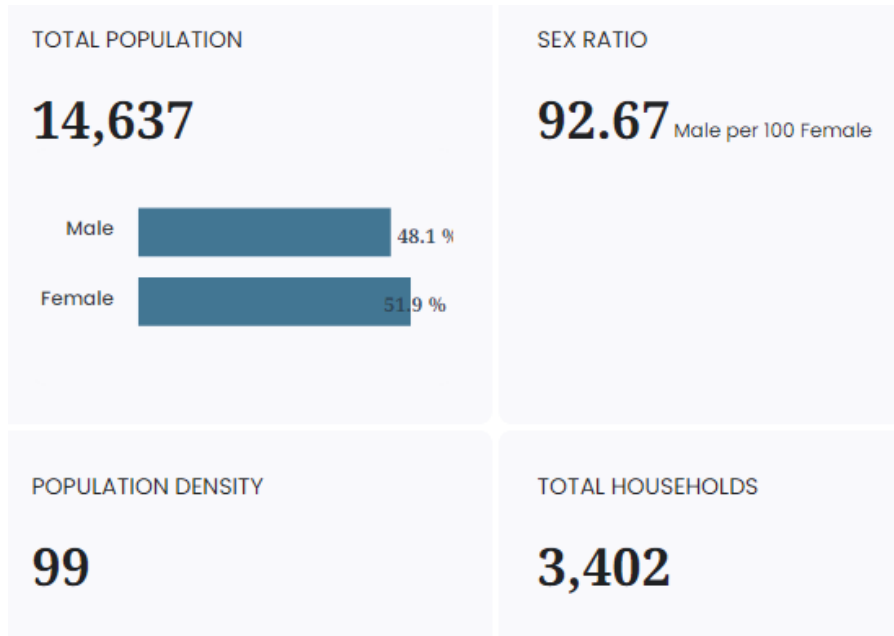 TOTAL POPULATION
14,637
Male 48.1 %
Female 51.9 %
SEX RATIO
92.67 Male per 100 Female
POPULATION DENSITY
99
TOTAL HOUSEHOLDS
3,402